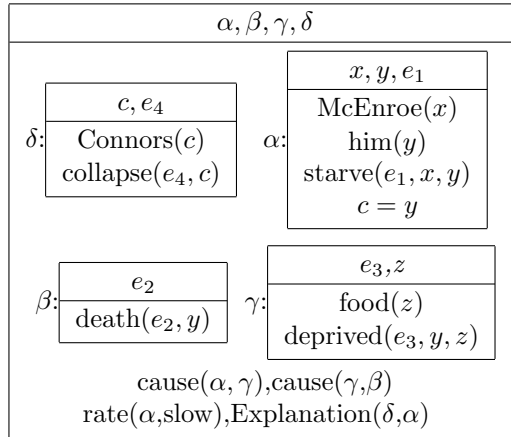 α, β, γ, δ
δ:
c, e₄
Connors(c)
collapse(e₄, c)
α:
x, y, e₁
McEnroe(x)
him(y)
starve(e₁, x, y)
c = y
β:
e₂
death(e₂, y)
γ:
e₃,z
food(z)
deprived(e₃, y, z)
cause(α, γ),cause(γ,β)
rate(α,slow),Explanation(δ,α)